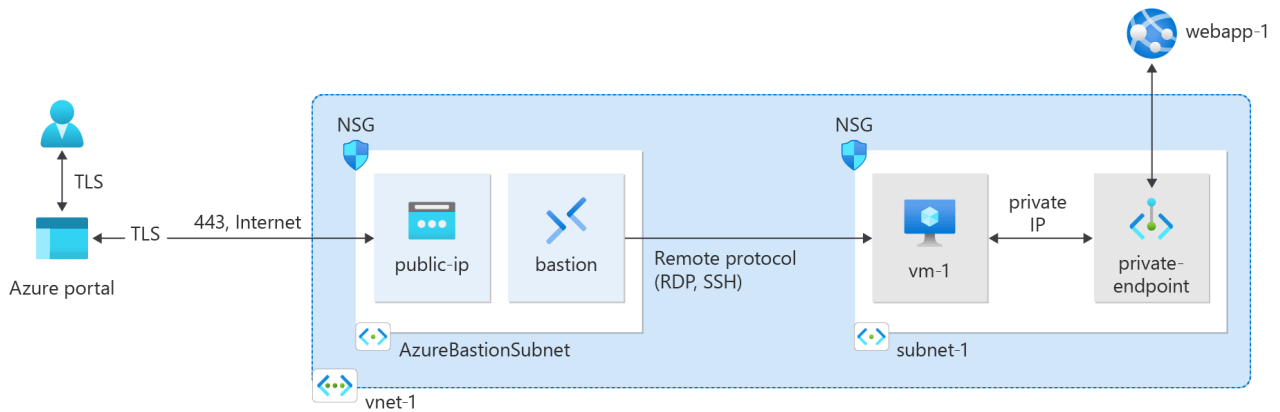 webapp-1
NSG
NSG
TLS
TLS
443, Internet
private
IP
public-ip
bastion
Remote protocol
(RDP, SSH)
vm-1
private-
endpoint
Azure portal
AzureBastionSubnet
subnet-1
vnet-1